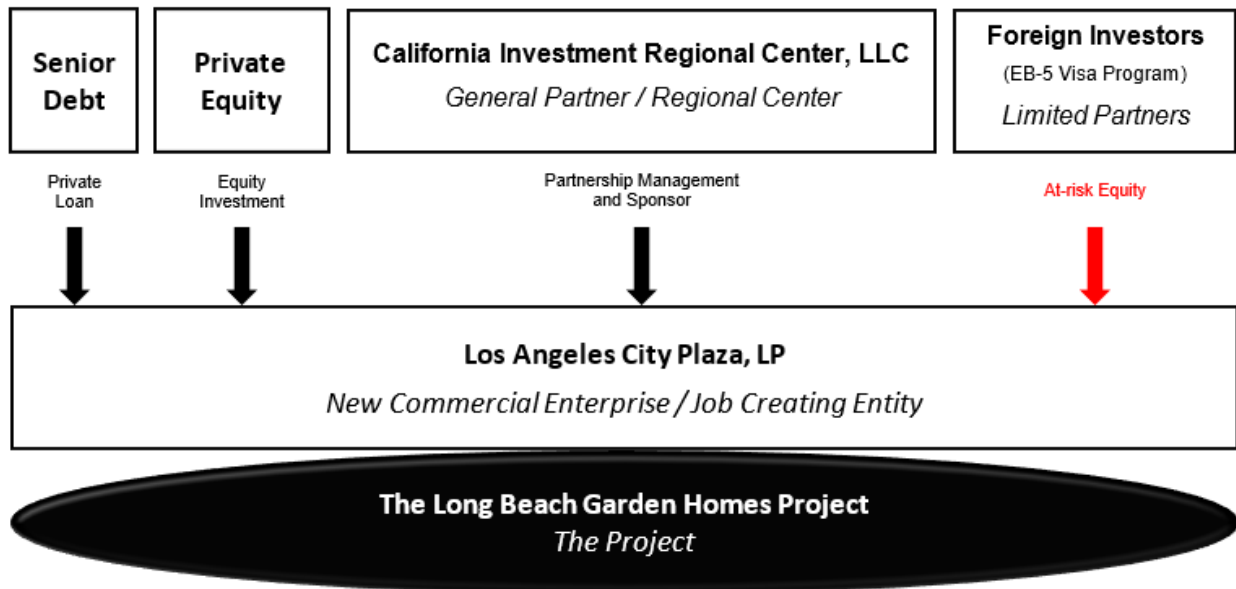 Senior
Debt
Private
Equity
California Investment Regional Center, LLC
General Partner / Regional Center
Foreign Investors
(EB-5 Visa Program)
Limited Partners
Private
Loan
Equity
Investment
Partnership Management
and Sponsor
At-risk Equity
Los Angeles City Plaza, LP
New Commercial Enterprise / Job Creating Entity
The Long Beach Garden Homes Project
The Project